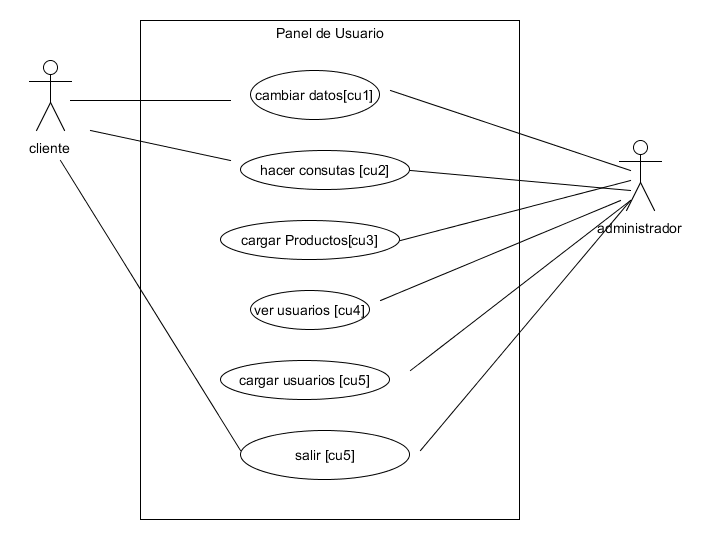 Panel de Usuario
cambiar datos[cu1]
hacer consutas [cu2]
cargar Productos[cu3]
ver usuarios [cu4]
cargar usuarios [cu5]
salir [cu5]
cliente
administrador